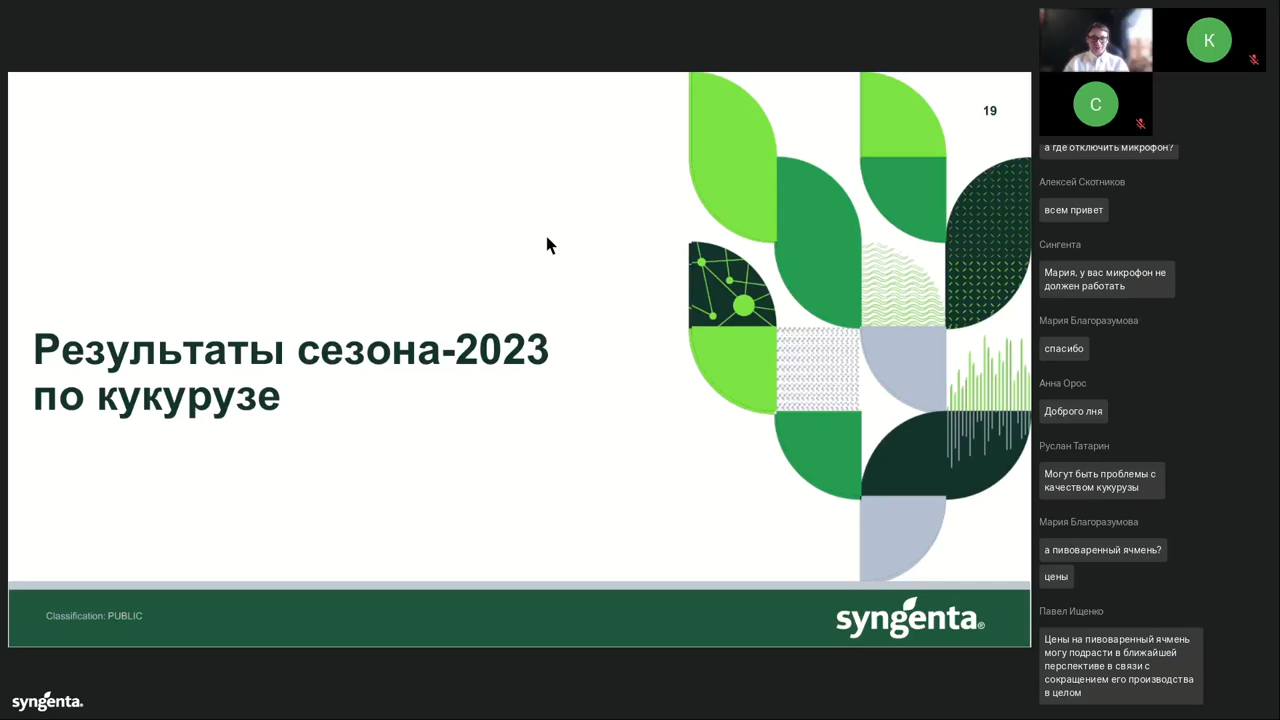 19
Результаты сезона-2023
по кукурузе
Classification: PUBLIC
syngenta®
syngenta.
К
С
а где отключить микрофон?
Алексей Скотников
всем привет
Сингента
Мария, у вас микрофон не
должен работать
Мария Благоразумова
спасибо
Анна Орос
Доброго лня
Руслан Татарин
Могут быть проблемы с
качеством кукурузы
Мария Благоразумова
а пивоваренный ячмень?
цены
Павел Ищенко
Цены на пивоваренный ячмень
могу подрасти в ближайшей
перспективе в связи с
сокращением его производства
в целом